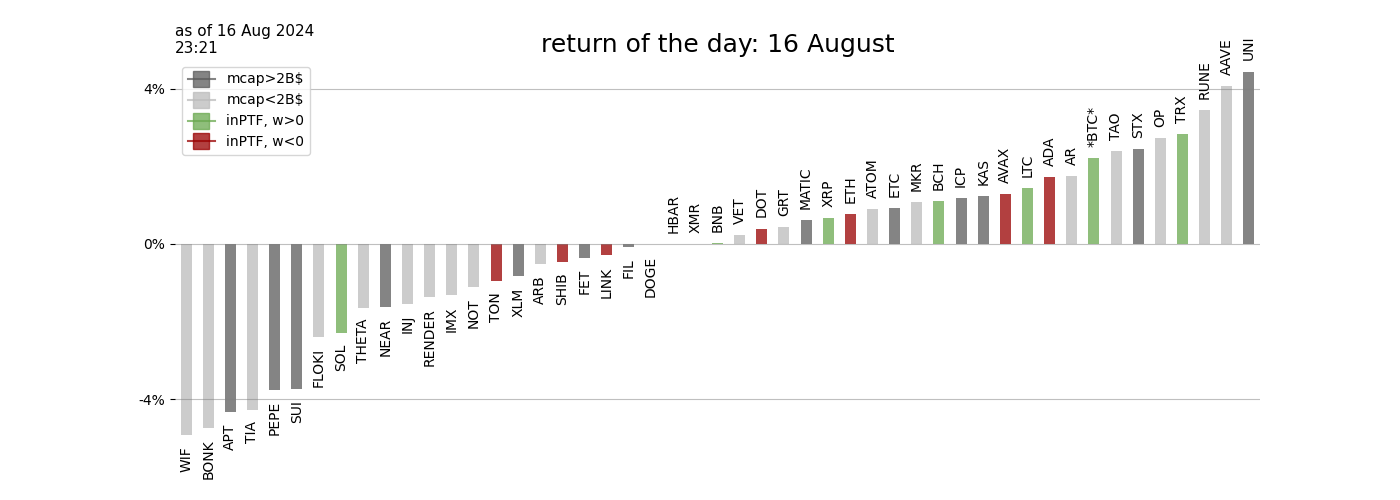 as of 16 Aug 2024
23:21
return of the day: 16 August
mcap>2B$
mcap<2B$
inPTF, w>0
inPTF, w<0
4%
0%
-4%
WIF
BONK
APT
TIA
PEPE
SUI
FLOKI
SOL
THETA
NEAR
INJ
RENDER
IMX
NOT
TON
XLM
ARB
SHIB
FET
LINK
FIL
DOGE
HBAR
XMR
BNB
VET
DOT
GRT
MATIC
XRP
ETH
ATOM
ETC
MKR
BCH
ICP
KAS
AVAX
LTC
ADA
AR
*BTC*
TAO
STX
OP
TRX
RUNE
AAVE
UNI